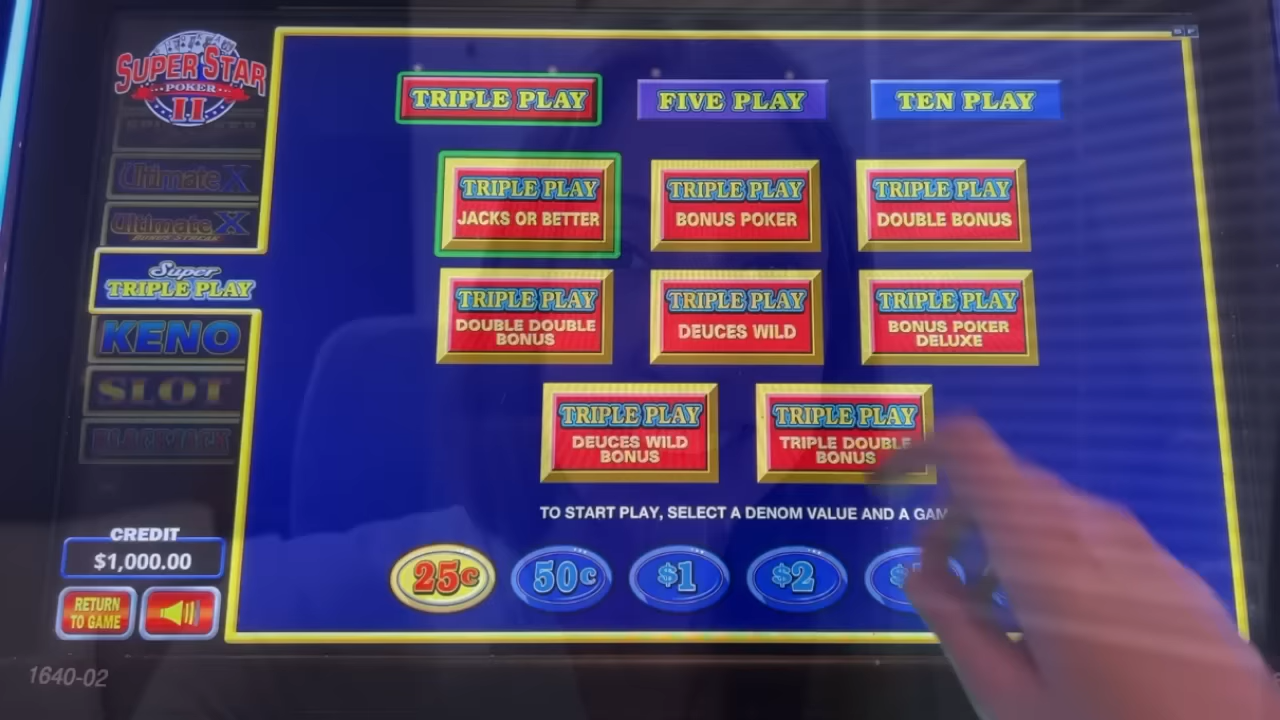 SUPER STAR
POKER
II
TRIPLE PLAY
FIVE PLAY
TEN PLAY
Ultimate X
Ultimate X
BONUS STREAK
Super
TRIPLE PLAY
KENO
SLOT
BLACKJACK
TRIPLE PLAY
JACKS OR BETTER
TRIPLE PLAY
BONUS POKER
TRIPLE PLAY
DOUBLE BONUS
TRIPLE PLAY
DOUBLE DOUBLE
BONUS
TRIPLE PLAY
DEUCES WILD
TRIPLE PLAY
BONUS POKER
DELUXE
TRIPLE PLAY
DEUCES WILD
BONUS
TRIPLE PLAY
TRIPLE DOUBLE
BONUS
TO START PLAY, SELECT A DENOM VALUE AND A
25¢
50¢
$1
$2
CREDIT
$1,000.00
RETURN
TO GAME
1640-02